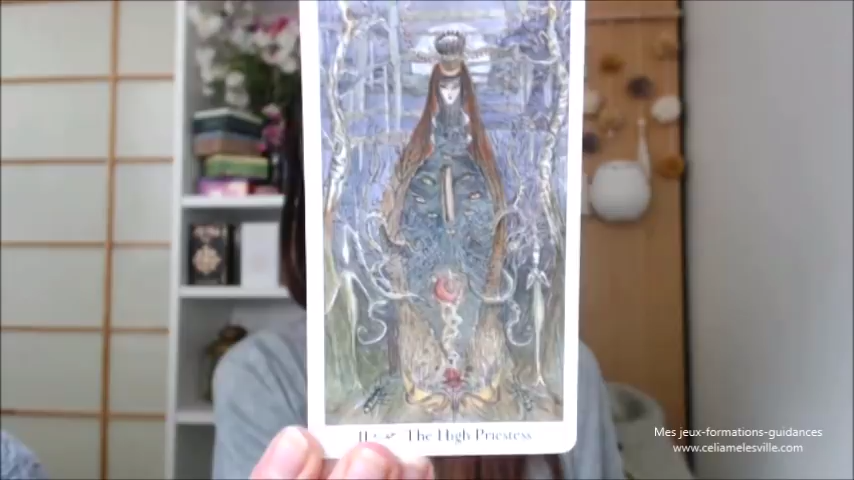 II The High Priestess
Mes jeux-formations-guidances
www.celiamelesville.com